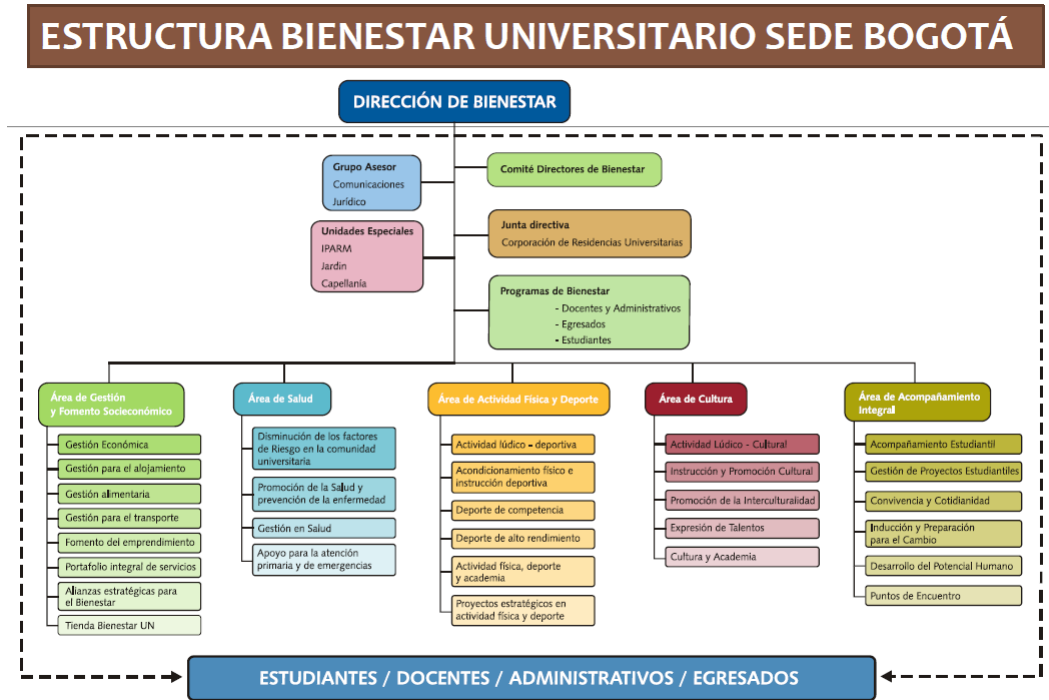 ESTRUCTURA BIENESTAR UNIVERSITARIO SEDE BOGOTÁ
DIRECCIÓN DE BIENESTAR
Grupo Asesor
Comunicaciones
Jurídico
Comité Directores de Bienestar
Unidades Especiales
IPARM
Jardin
Capellanía
Junta directiva
Corporación de Residencias Universitarias
Programas de Bienestar
- Docentes y Administrativos
- Egresados
- Estudiantes
Área de Gestión
y Fomento Socieconómico
Gestión Económica
Gestión para el alojamiento
Gestión alimentaria
Gestión para el transporte
Fomento del emprendimiento
Portafolio integral de servicios
Alianzas estratégicas para
el Bienestar
Tienda Bienestar UN
Área de Salud
Disminución de los factores
de Riesgo en la comunidad
universitaria
Promoción de la Salud y
prevención de la enfermedad
Gestión en Salud
Apoyo para la atención
primaria y de emergencias
Área de Actividad Física y Deporte
Actividad lúdico – deportiva
Acondicionamiento físico e
instrucción deportiva
Deporte de competencia
Deporte de alto rendimiento
Actividad física, deporte
y academia
Proyectos estratégicos en
actividad física y deporte
Área de Cultura
Actividad Lúdico - Cultural
Instrucción y Promoción Cultural
Promoción de la Interculturalidad
Expresión de Talentos
Cultura y Academia
Área de Acompañamiento
Integral
Acompañamiento Estudiantil
Gestión de Proyectos Estudiantiles
Convivencia y Cotidianidad
Inducción y Preparación
para el Cambio
Desarrollo del Potencial Humano
Puntos de Encuentro
ESTUDIANTES / DOCENTES / ADMINISTRATIVOS / EGRESADOS